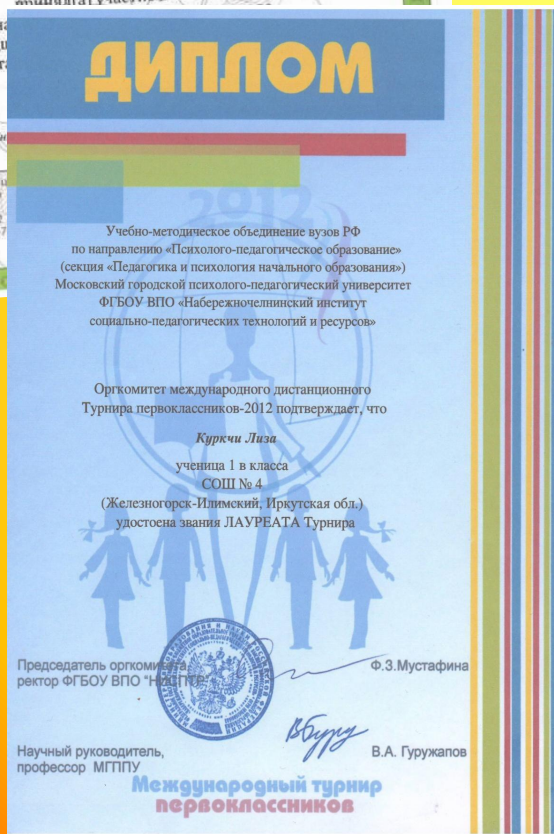 ДИПЛОМ
2012
Учебно-методическое объединение вузов РФ
по направлению «Психолого-педагогическое образование»
(секция «Педагогика и психология начального образования»)
Московский городской психолого-педагогический университет
ФГБОУ ВПО «Набережночелнинский институт
социально-педагогических технологий и ресурсов»
Оргкомитет международного дистанционного
Турнира первоклассников-2012 подтверждает, что
Куркчи Лиза
ученица 1 в класса
СОШ № 4
(Железногорск-Илимский, Иркутская обл.)
удостоена звания ЛАУРЕАТА Турнира
Председатель оргкомитета,
ректор ФГБОУ ВПО "НИСПТР"
Ф.З.Мустафина
Научный руководитель,
профессор МГППУ
В.А. Гуружапов
Международный турнир
первоклассников